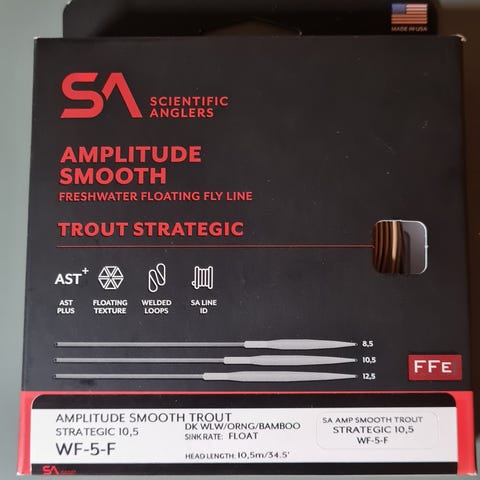 MADE IN USA
SA SCIENTIFIC
ANGLERS
AMPLITUDE
SMOOTH
FRESHWATER FLOATING FLY LINE
TROUT STRATEGIC
AST+
AST
PLUS
FLOATING
TEXTURE
WELDED
LOOPS
SA LINE
ID
8,5
10,5
12,5
FFE
AMPLITUDE SMOOTH TROUT
STRATEGIC 10,5
DK WLW/ORNG/BAMBOO
WF-5-F
SINK RATE: FLOAT
HEAD LENGTH: 10,5m/34.5'
SA AMP SMOOTH TROUT
STRATEGIC 10,5
WF-5-F
SA